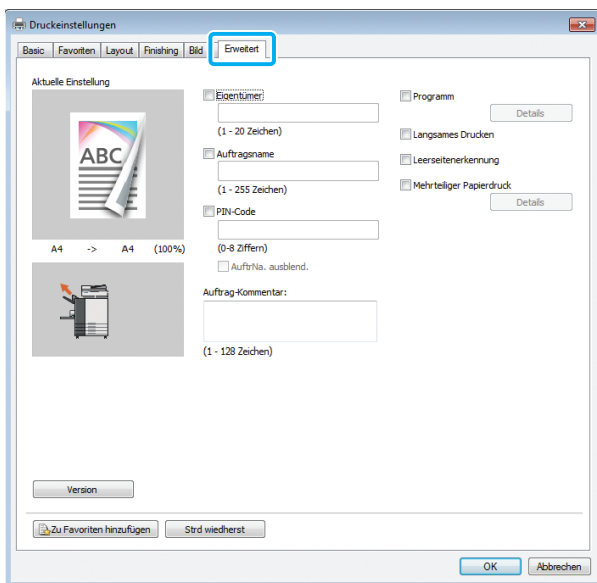 Druckeinstellungen
Basic Favoriten Layout Finishing Bild Erweitert
Aktuelle Einstellung
ABC
A4 -> A4 (100%)
Eigentümer
(1 - 20 Zeichen)
Auftragsname
(1 - 255 Zeichen)
PIN-Code
(0-8 Ziffern)
AuftrNa. ausblend.
Auftrag-Kommentar:
(1 - 128 Zeichen)
Programm
Details
Langsames Drucken
Leerseitenerkennung
Mehrteiliger Papierdruck
Details
Version
Zu Favoriten hinzufügen Strd wiedherst
OK Abbrechen